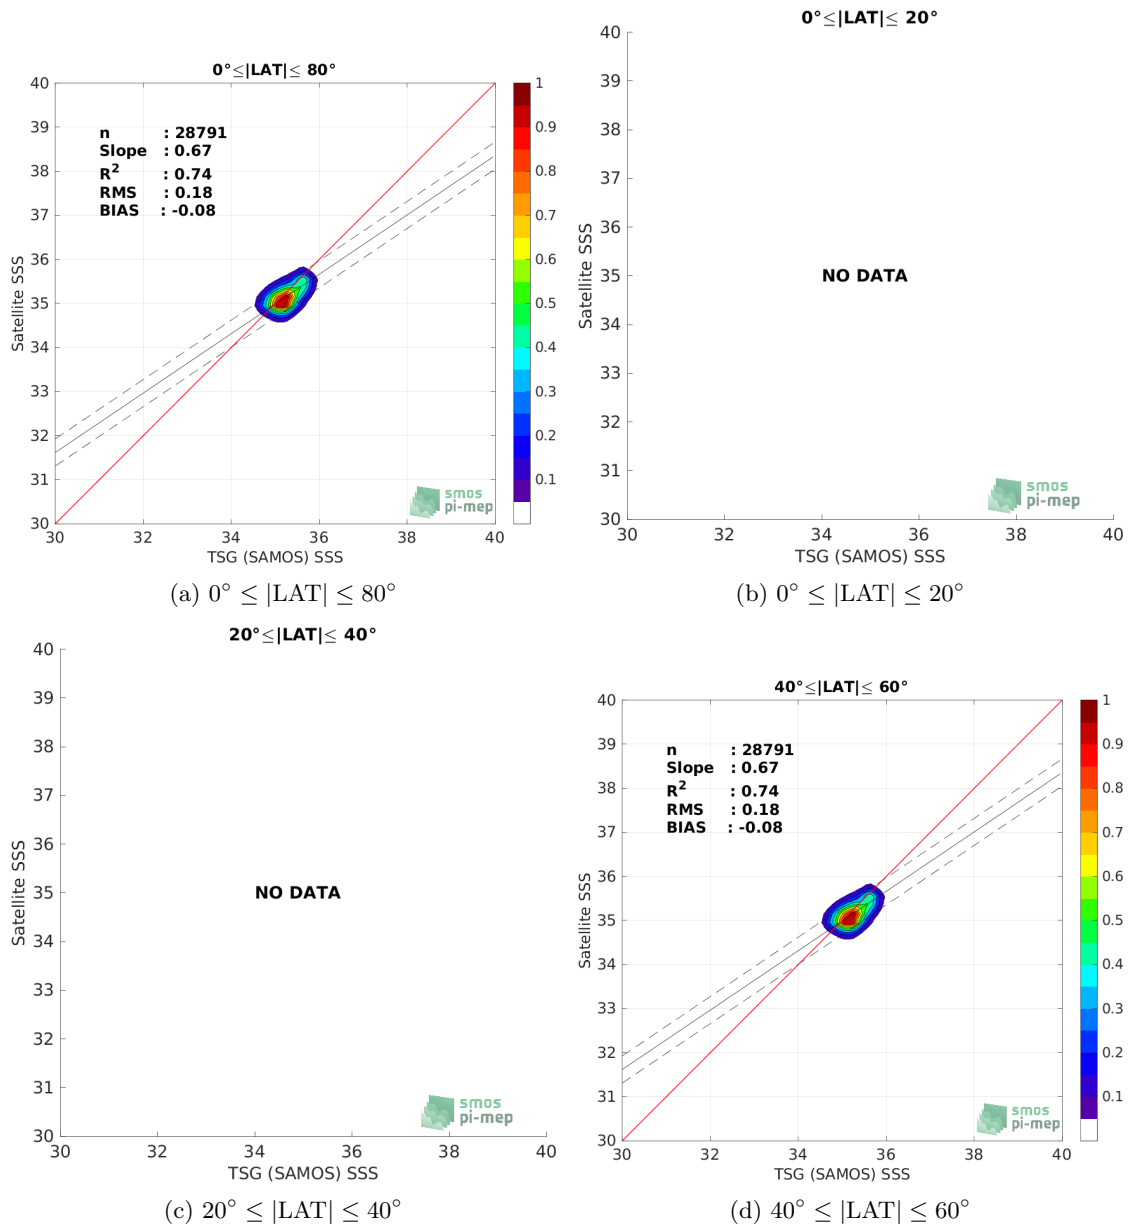 0°≤|LAT|≤ 80°
40
39
38
37
36
35
34
33
32
31
30
Satellite SSS
n : 28791
Slope : 0.67
R² : 0.74
RMS : 0.18
BIAS : -0.08
smos
pi-mep
30 32 34 36 38 40
TSG (SAMOS) SSS
1
0.9
0.8
0.7
0.6
0.5
0.4
0.3
0.2
0.1
(a) 0° ≤ |LAT| ≤ 80°
0°≤|LAT|≤ 20°
40
39
38
37
36
35
34
33
32
31
30
Satellite SSS
NO DATA
smos
pi-mep
30 32 34 36 38 40
TSG (SAMOS) SSS
(b) 0° ≤ |LAT| ≤ 20°
20°≤|LAT|≤ 40°
40
39
38
37
36
35
34
33
32
31
30
Satellite SSS
NO DATA
smos
pi-mep
30 32 34 36 38 40
TSG (SAMOS) SSS
(c) 20° ≤ |LAT| ≤ 40°
40°≤|LAT|≤ 60°
40
39
38
37
36
35
34
33
32
31
30
Satellite SSS
n : 28791
Slope : 0.67
R² : 0.74
RMS : 0.18
BIAS : -0.08
smos
pi-mep
30 32 34 36 38 40
TSG (SAMOS) SSS
1
0.9
0.8
0.7
0.6
0.5
0.4
0.3
0.2
0.1
(d) 40° ≤ |LAT| ≤ 60°